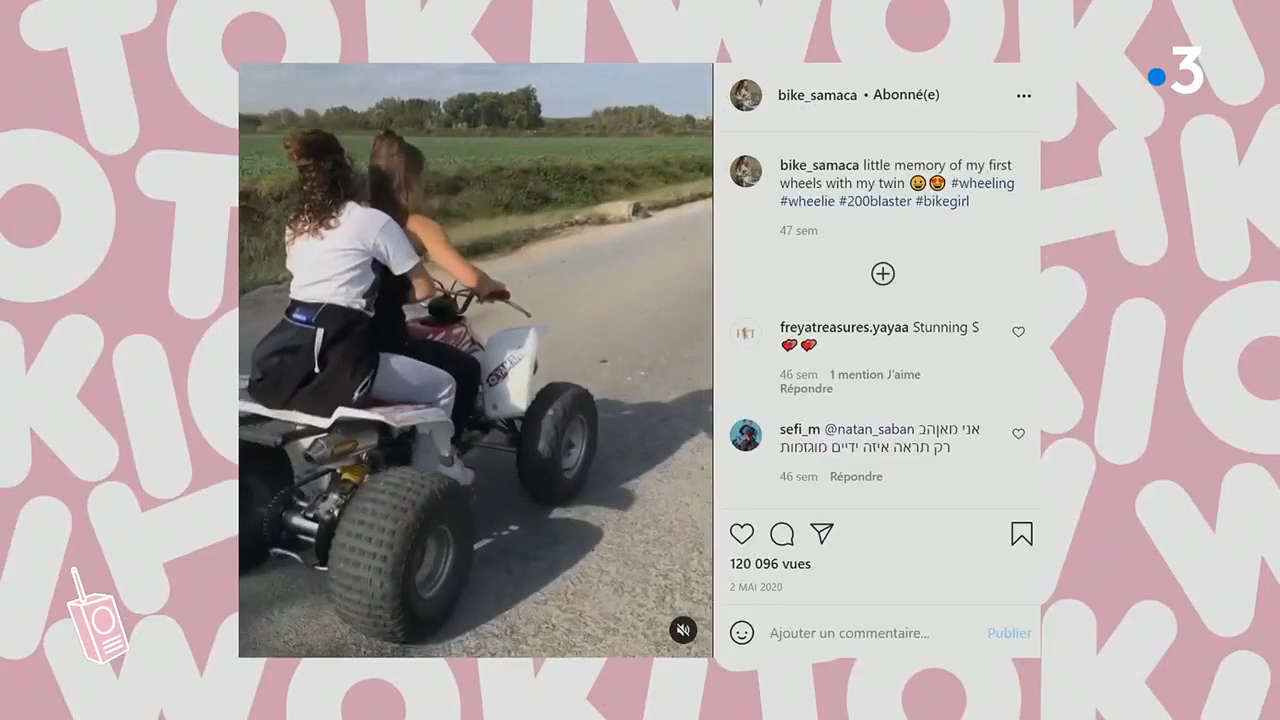 TOKIWOKI
3
bike_samaca • Abonné(e)
bike_samaca little memory of my first
wheels with my twin 😀😍 #wheeling
#wheelie #200blaster #bikegirl
47 sem
freyatreasures.yayaa Stunning S
💕💕
46 sem 1 mention J'aime
Répondre
sefi_m @natan_saban אני מאןהב
רק תראה איזה ידיים מוגזמות
46 sem Répondre
120 096 vues
2 MAI 2020
Ajouter un commentaire...
Publier